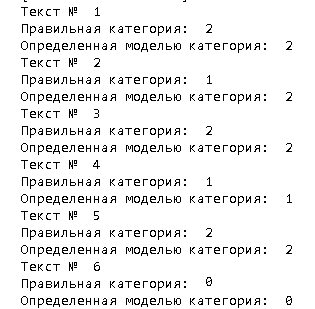 Текст № 1
Правильная категория: 2
Определенная моделью категория: 2
Текст № 2
Правильная категория: 1
Определенная моделью категория: 2
Текст № 3
Правильная категория: 2
Определенная моделью категория: 2
Текст № 4
Правильная категория: 1
Определенная моделью категория: 1
Текст № 5
Правильная категория: 2
Определенная моделью категория: 2
Текст № 6
Правильная категория: 0
Определенная моделью категория: 0